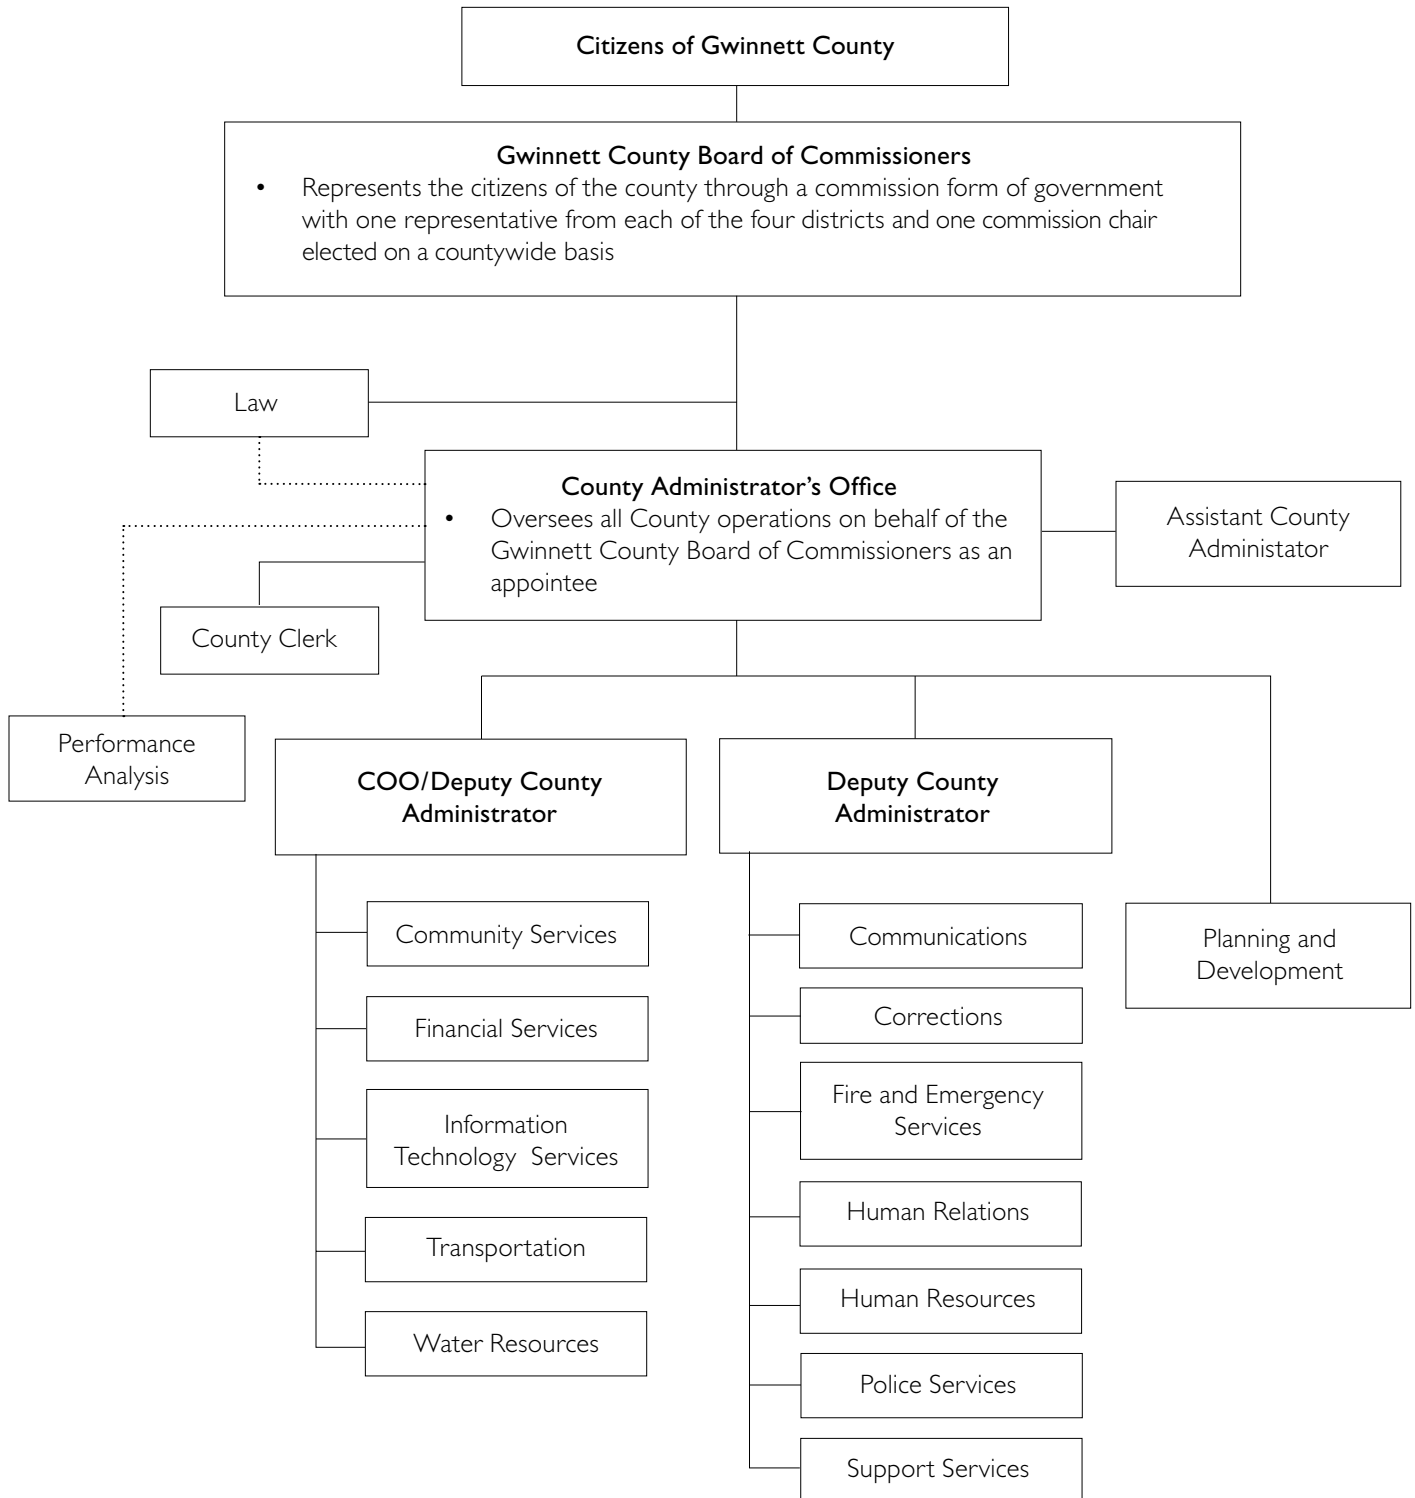 Citizens of Gwinnett County
Gwinnett County Board of Commissioners
• Represents the citizens of the county through a commission form of government
with one representative from each of the four districts and one commission chair
elected on a countywide basis
Law
County Administrator’s Office
• Oversees all County operations on behalf of the
Gwinnett County Board of Commissioners as an
appointee
Assistant County
Administator
County Clerk
Performance
Analysis
COO/Deputy County
Administrator
Community Services
Financial Services
Information
Technology Services
Transportation
Water Resources
Deputy County
Administrator
Communications
Corrections
Fire and Emergency
Services
Human Relations
Human Resources
Police Services
Support Services
Planning and
Development